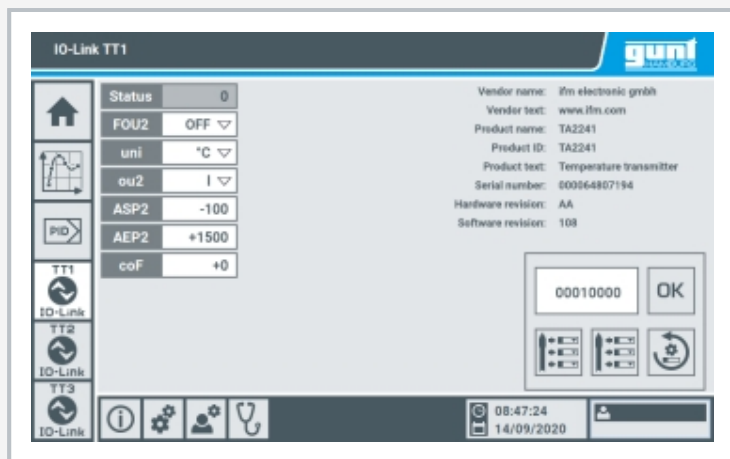 IO-Link TT1
gunt
HAMBURG
Status 0
FOU2 OFF
uni °C
ou2 I
ASP2 -100
AEP2 +1500
coF +0
Vendor name: ifm electronic gmbh
Vendor text: www.ifm.com
Product name: TA2241
Product ID: TA2241
Product text: Temperature transmitter
Serial number: 000064807194
Hardware revision: AA
Software revision: 108
PID
TT1
IO-Link
TT2
IO-Link
TT3
IO-Link
00010000 OK
08:47:24
14/09/2020